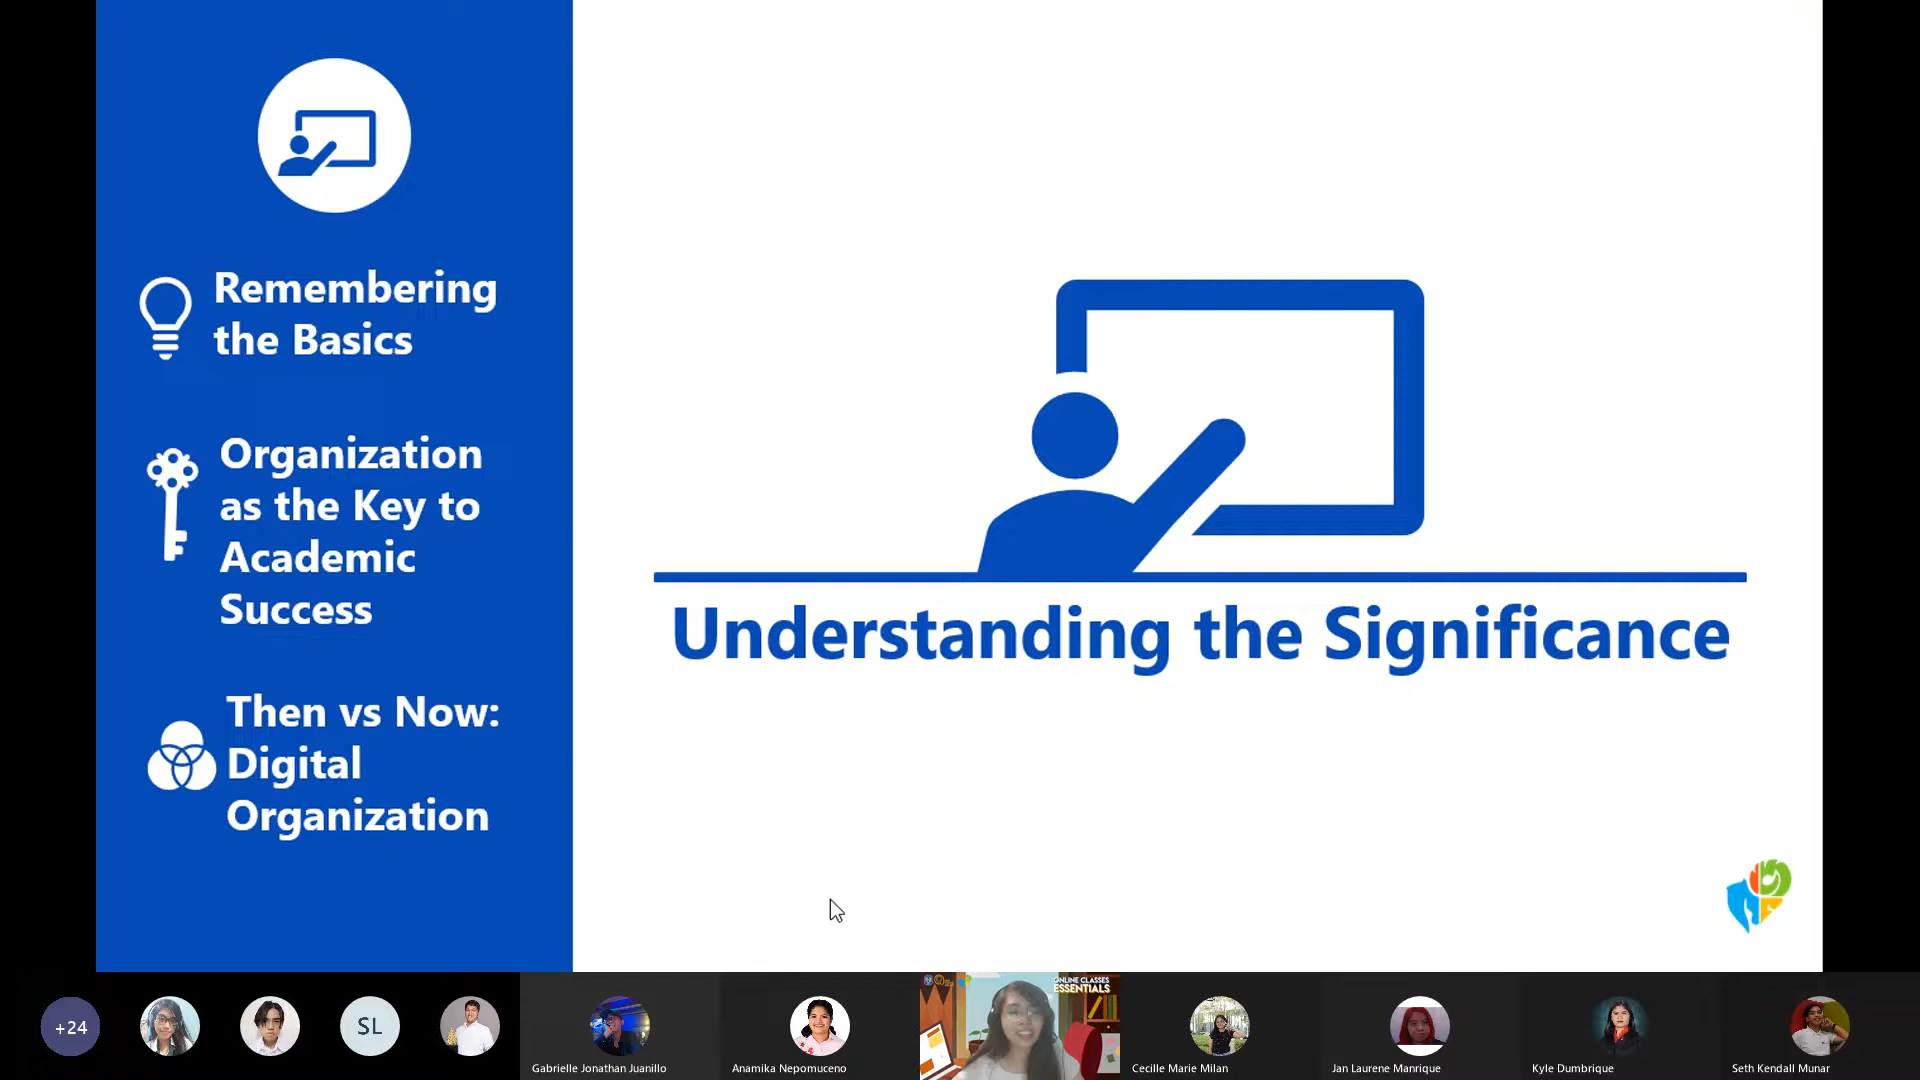 Remembering
the Basics
Organization
as the Key to
Academic
Success
Then vs Now:
Digital
Organization
Understanding the Significance
+24
SL
Gabrielle Jonathan Juanillo
Anamika Nepomuceno
ONLINE CLASSES
ESSENTIALS
Cecille Marie Milan
Jan Laurene Manrique
Kyle Dumbrique
Seth Kendall Munar